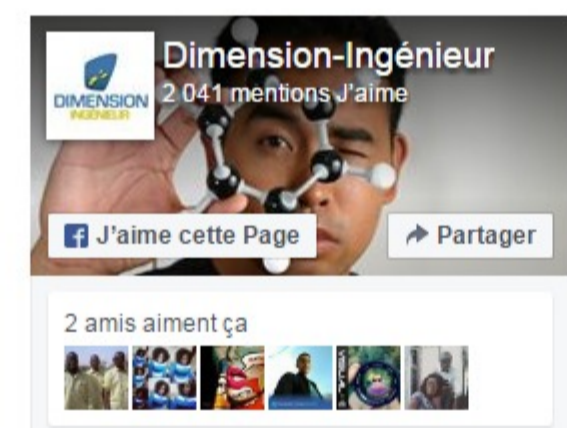 Dimension-Ingénieur
DIMENSION
INGÉNIEUR
2 041 mentions J'aime
J'aime cette Page
Partager
2 amis aiment ça